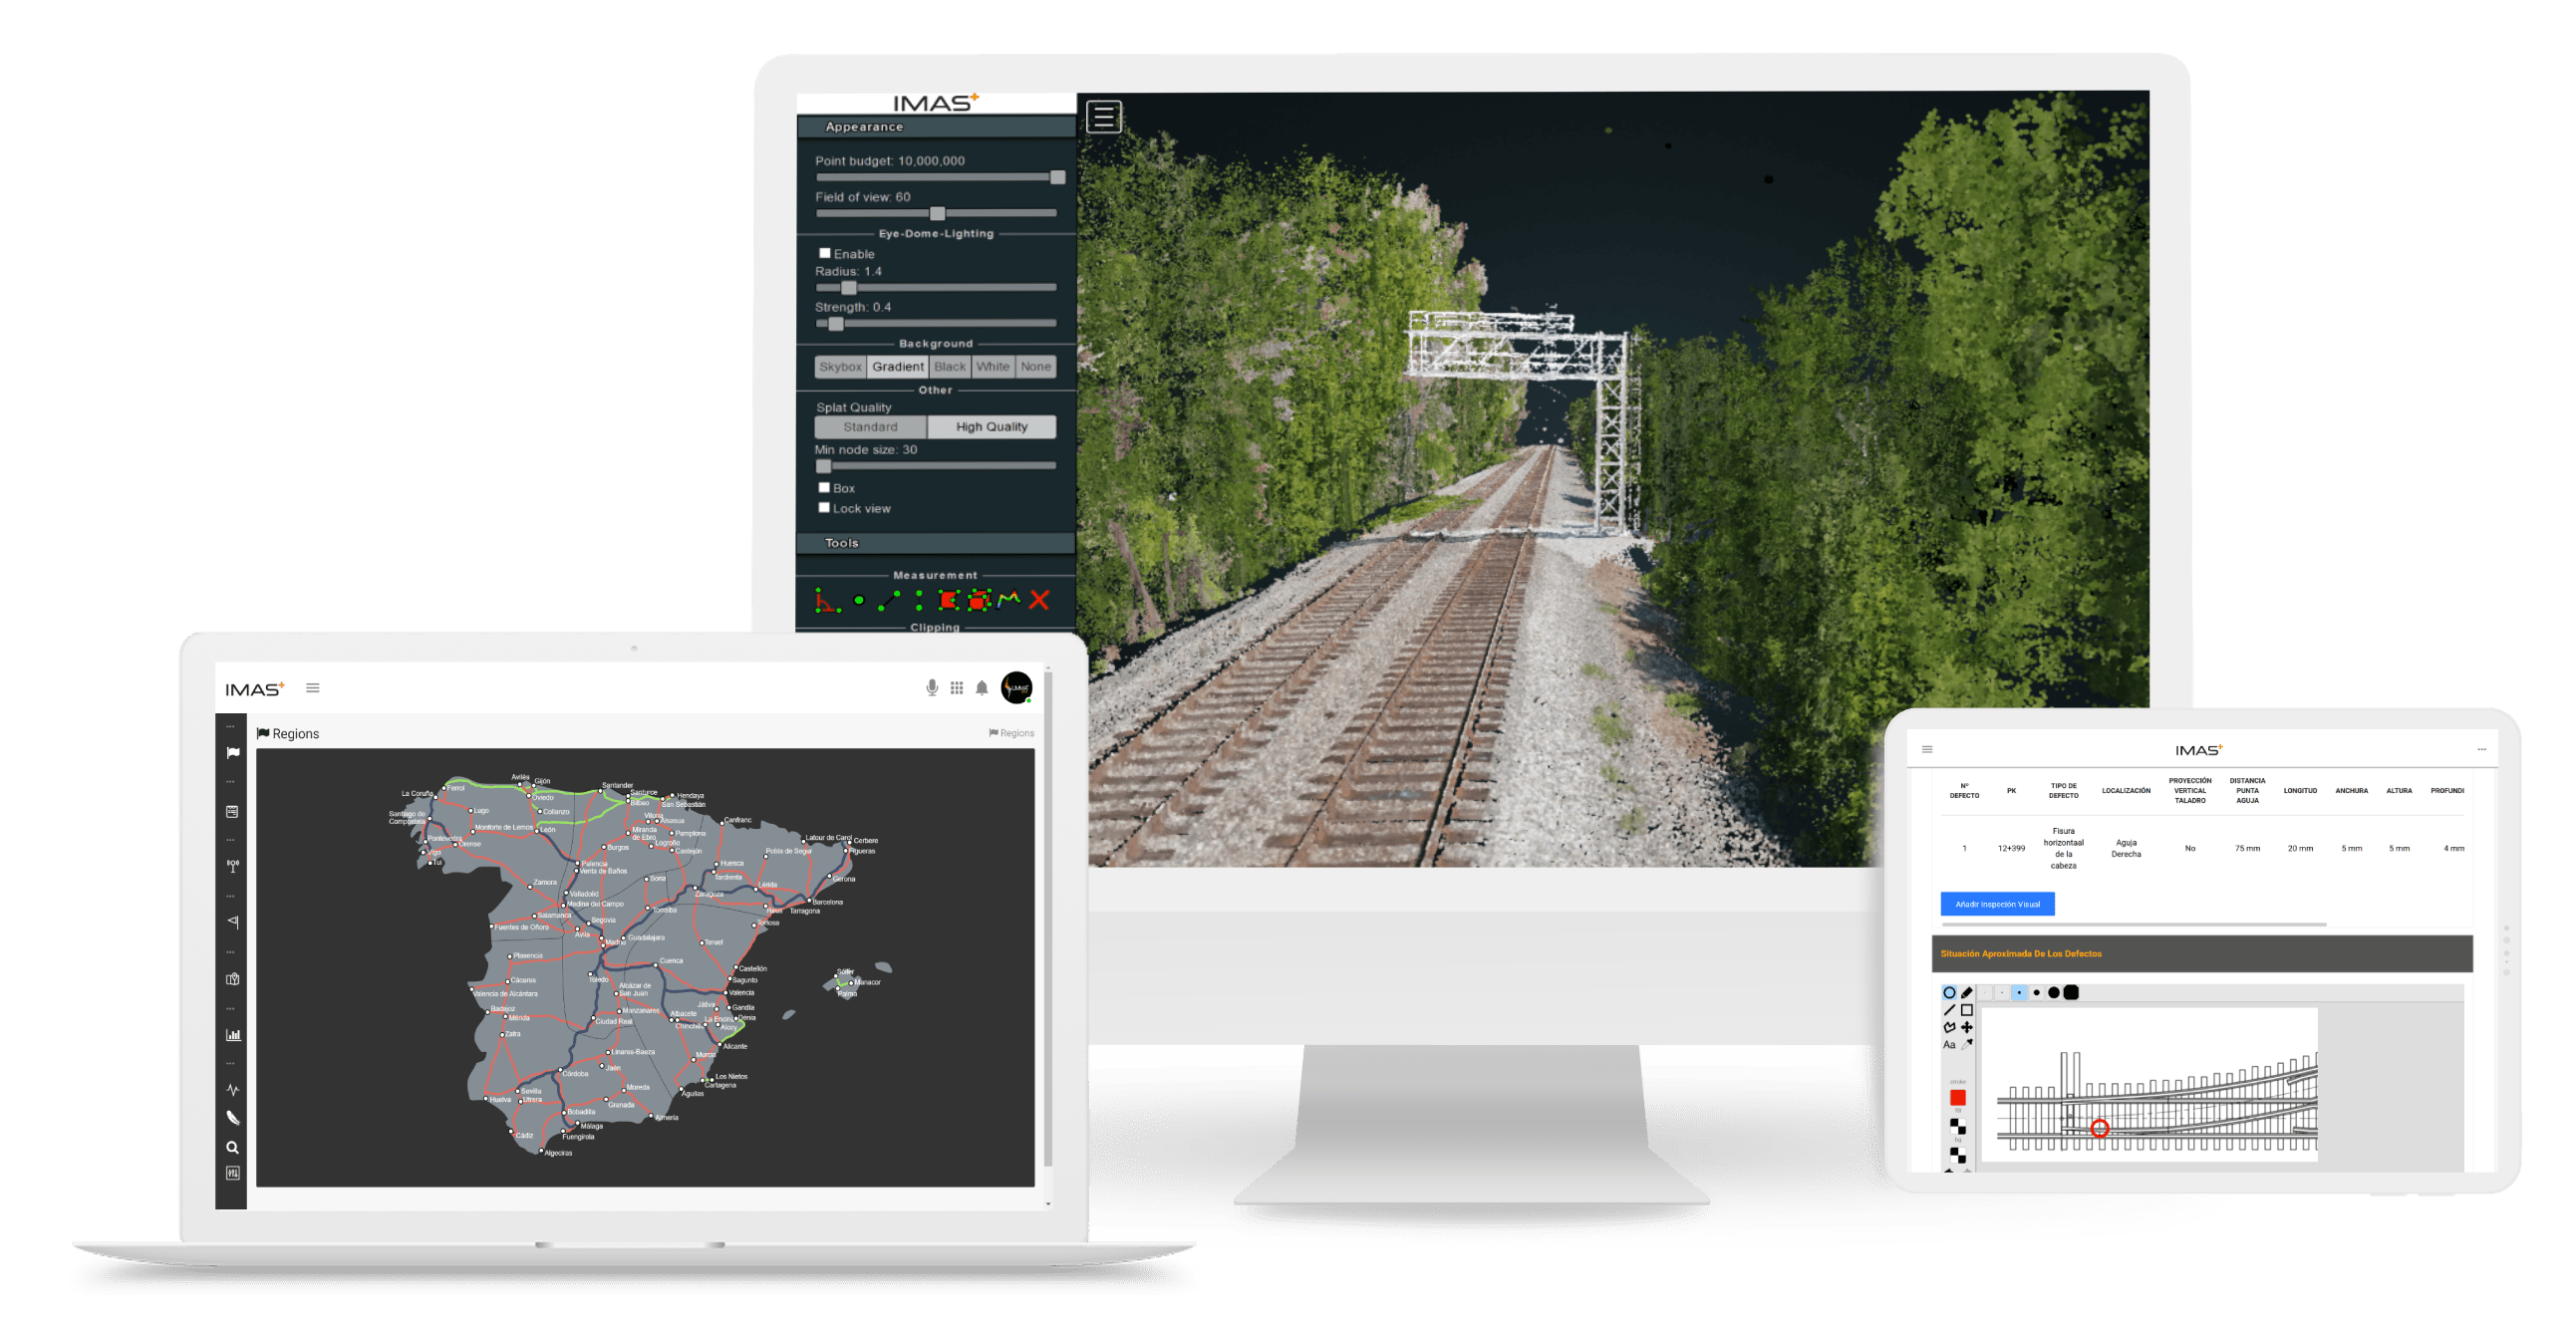 IMAS+
Appearance
Point budget: 10,000,000
Field of view: 60
Eye-Dome-Lighting
Enable
Radius: 1.4
Strength: 0.4
Background
Skybox Gradient Black White None
Other
Splat Quality
Standard High Quality
Min node size: 30
Box
Lock view
Tools
Measurement
Clipping
IMAS+
Regions
Regions
Avilés
Gijón
La Coruña
Ferrol
Oviedo
Santander
Santurce
Bilbao
Hendaya
San Sebastián
Lugo
Collanzo
Santiago de
Compostela
Monforte de Lemos
León
Vitoria
Alsasua
Miranda
de Ebro
Pamplona
Canfranc
Pontevedra
Orense
Vigo
Tui
Burgos
Logroño
Castejón
Latour de Carol
Cerbere
Figueras
Pobla de Segur
Palencia
Venta de Baños
Huesca
Tardienta
Gerona
Zamora
Soria
Zaragoza
Lérida
Valladolid
Medina del Campo
Barcelona
Salamanca
Segovia
Torralba
Reus
Tarragona
Tortosa
Fuentes de Oñoro
Ávila
Madrid
Guadalajara
Teruel
Plasencia
Cuenca
Castellón
Sóller
Manacor
Palma
Cáceres
Toledo
Sagunto
Valencia de Alcántara
Alcázar de
San Juan
Valencia
Játiva
Gandía
Badajoz
Mérida
Manzanares
Albacete
La Encina
Denia
Ciudad Real
Chinchilla
Alcoy
Zafra
Alicante
Linares-Baeza
Murcia
Jaén
Córdoba
Los Nietos
Cartagena
Sevilla
Moreda
Aguilas
Huelva
Utrera
Granada
Bobadilla
Almería
Málaga
Cádiz
Fuengirola
Algeciras
IMAS+
Nº
DEFECTO
PK
TIPO DE
DEFECTO
LOCALIZACIÓN
PROYECCIÓN
VERTICAL
TALADRO
DISTANCIA
PUNTA
AGUJA
LONGITUD
ANCHURA
ALTURA
PROFUNDI
1
12+399
Fisura
horizontaal
de la
cabeza
Aguja
Derecha
No
75 mm
20 mm
5 mm
5 mm
4 mm
Añadir Inspección Visual
Situación Aproximada De Los Defectos
Aa
stroke
fill
bg